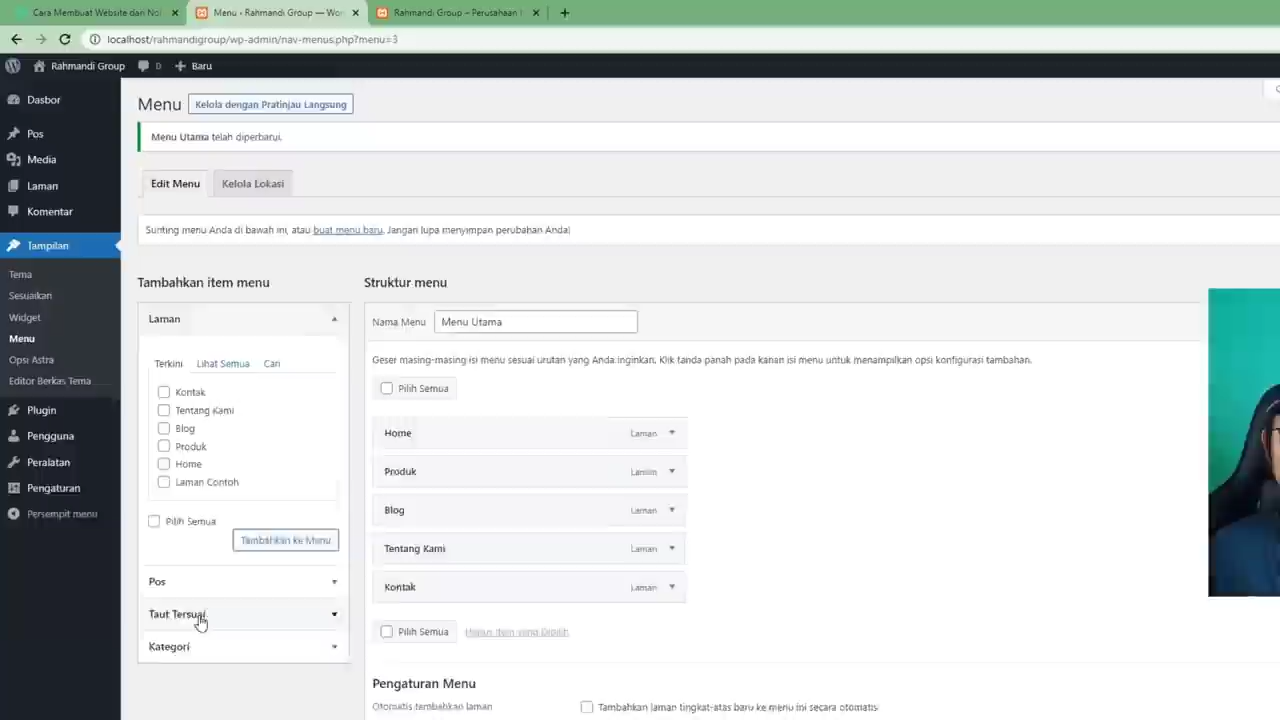 Cara Membuat Website dari Nol
Menu ‹ Rahmandi Group — Wor
Rahmandi Group – Perusahaan I
localhost/rahmandigroup/wp-admin/nav-menus.php?menu=3
Rahmandi Group
0
Baru
Dasbor
Pos
Media
Laman
Komentar
Tampilan
Tema
Sesuaikan
Widget
Menu
Opsi Astra
Editor Berkas Tema
Plugin
Pengguna
Peralatan
Pengaturan
Persempit menu
Menu
Kelola dengan Pratinjau Langsung
Menu Utama telah diperbarui.
Edit Menu
Kelola Lokasi
Sunting menu Anda di bawah ini, atau buat menu baru. Jangan lupa menyimpan perubahan Anda!
Tambahkan item menu
Laman
Terkini Lihat Semua Cari
Kontak
Tentang Kami
Blog
Produk
Home
Laman Contoh
Pilih Semua
Tambahkan ke Menu
Pos
Taut Tersuai
Kategori
Struktur menu
Nama Menu Menu Utama
Geser masing-masing isi menu sesuai urutan yang Anda inginkan. Klik tanda panah pada kanan isi menu untuk menampilkan opsi konfigurasi tambahan.
Pilih Semua
Home Laman
Produk Laman
Blog Laman
Tentang Kami Laman
Kontak Laman
Pilih Semua Hapus Item yang Dipilih
Pengaturan Menu
Otomatis tambahkan laman Tambahkan laman tingkat-atas baru ke menu ini secara otomatis